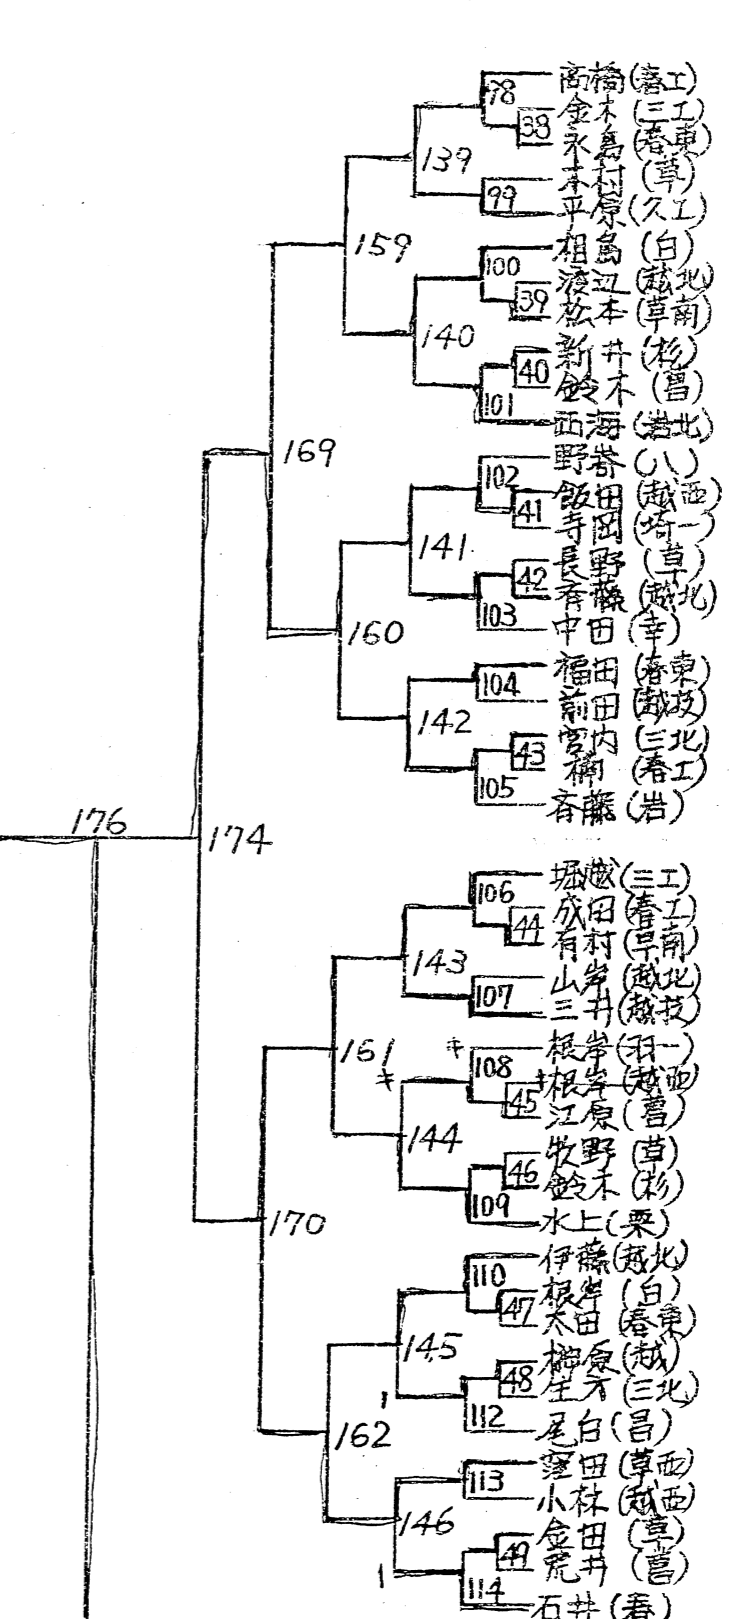 高橋(春工)
98
金木(三工)
38
永島(春東)
139
本村(草)
99
平原(久工)
159
相島(白)
100
渡辺(越北)
39
松本(草南)
140
新井(杉)
40
鈴木(菖)
101
西海(岩北)
169
野嵜(八)
102
飯田(越西)
41
寺岡(埼一)
141
長野(草)
42
斉藤(越北)
103
中田(幸)
160
福田(春東)
104
前田(越技)
142
宮内(三北)
43
楠(春工)
105
斉藤(岩)
176
174
堀越(三工)
106
成田(春工)
44
有村(草南)
143
山岸(越北)
107
三井(越技)
161
根岸(羽一)
108
根岸(越西)
45
江原(菖)
144
牧野(草)
46
鈴木(杉)
109
水上(栗)
170
伊藤(越北)
110
根岸(白)
47
太田(春東)
145
榊原(越)
48
生方(三北)
112
尾白(昌)
162
窪田(草西)
113
小林(越西)
146
金田(草)
49
荒井(菖)
114
石井(春)